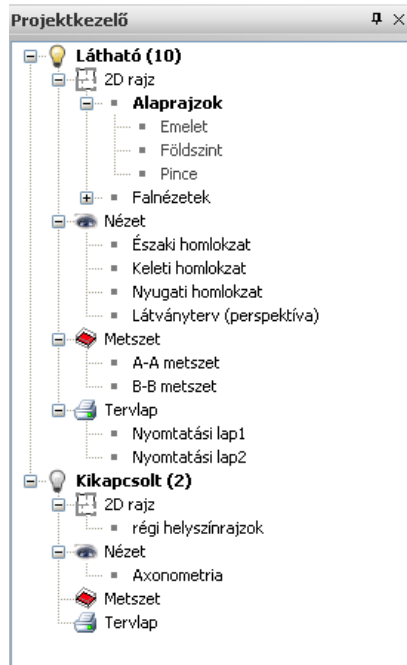 Projektkezelő
Látható (10)
2D rajz
Alaprajzok
Emelet
Földszint
Pince
Falnézetek
Nézet
Északi homlokzat
Keleti homlokzat
Nyugati homlokzat
Látványterv (perspektíva)
Metszet
A-A metszet
B-B metszet
Tervlap
Nyomtatási lap1
Nyomtatási lap2
Kikapcsolt (2)
2D rajz
régi helyszínrajzok
Nézet
Axonometria
Metszet
Tervlap